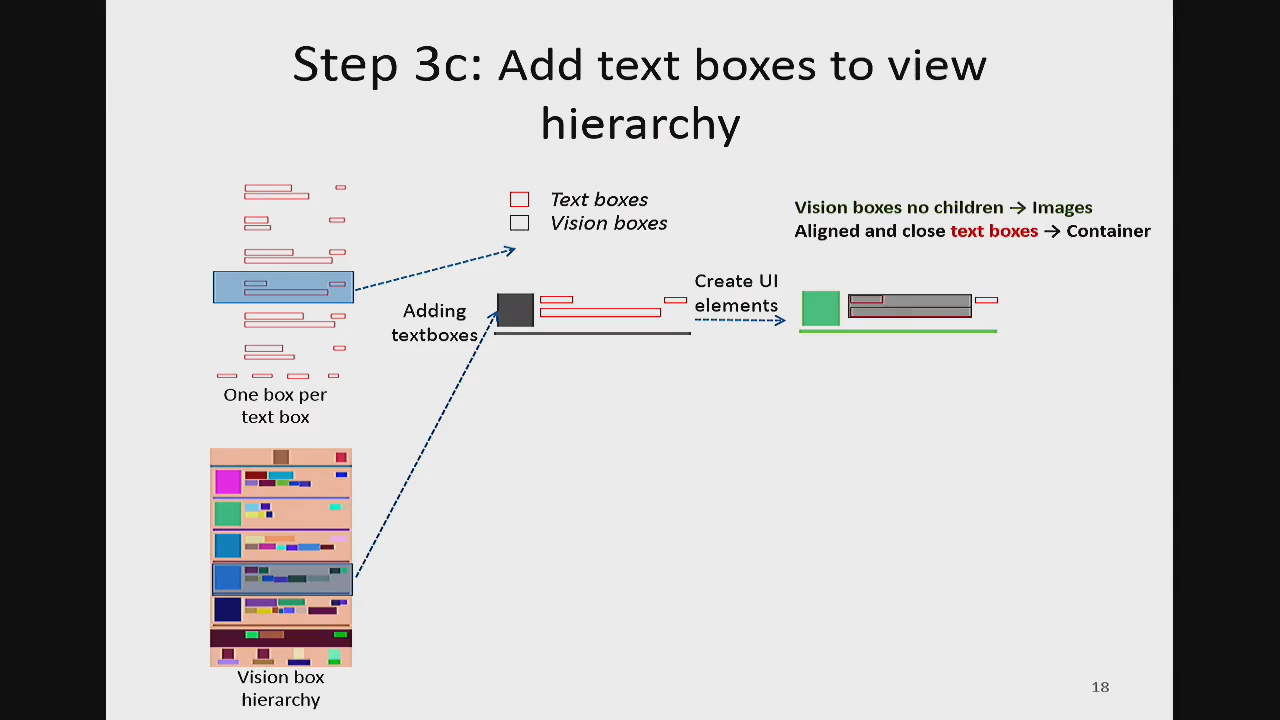 Step 3c: Add text boxes to view
hierarchy
Text boxes
Vision boxes
Vision boxes no children → Images
Aligned and close text boxes → Container
Adding
textboxes
Create UI
elements
One box per
text box
Vision box
hierarchy
18